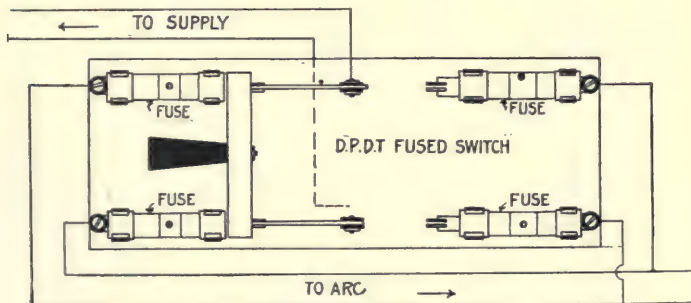 TO SUPPLY
FUSE
FUSE
D.P.D.T FUSED SWITCH
FUSE
FUSE
TO ARC